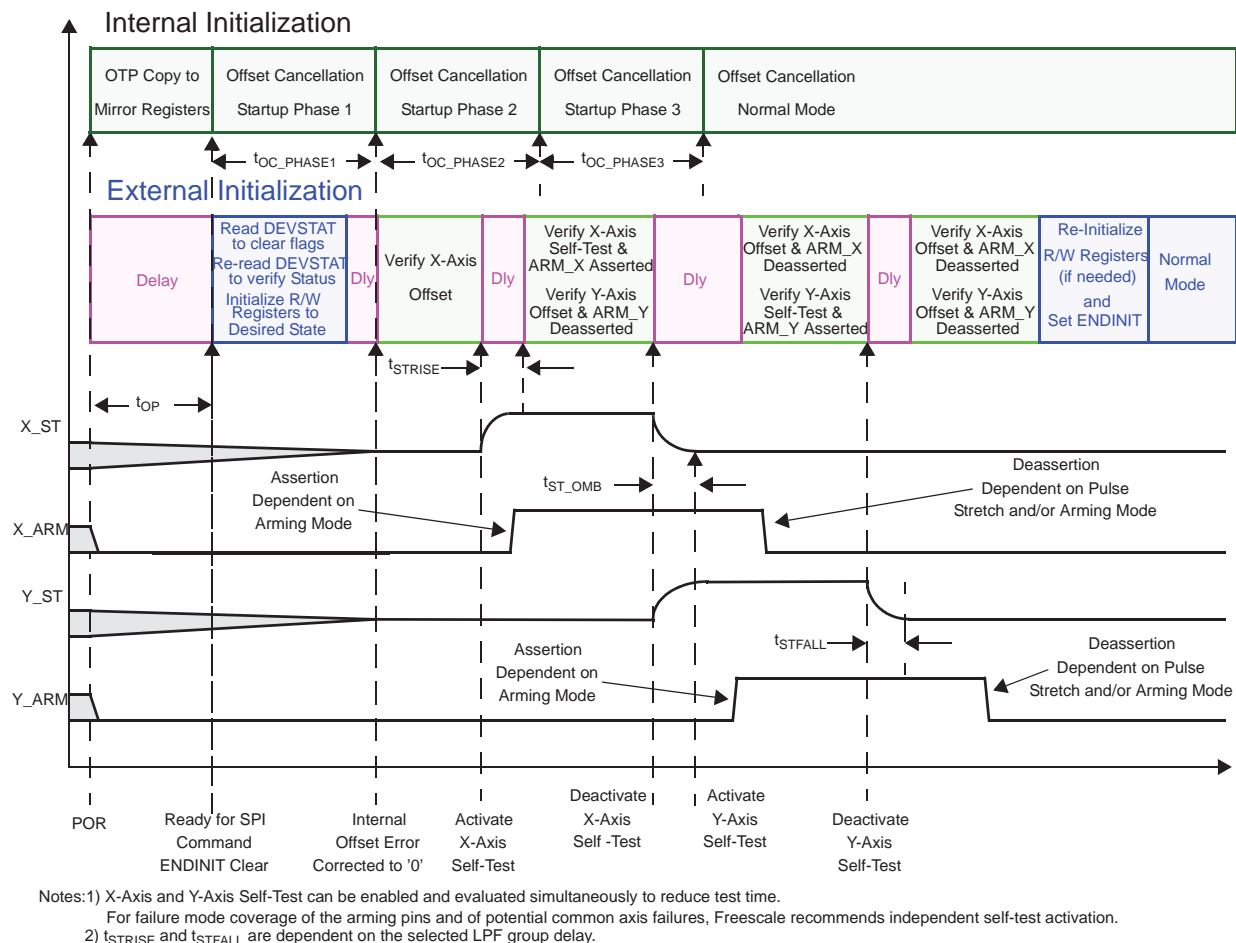 Internal Initialization
OTP Copy to
Mirror Registers
Offset Cancellation
Startup Phase 1
Offset Cancellation
Startup Phase 2
Offset Cancellation
Startup Phase 3
Offset Cancellation
Normal Mode
tOC_PHASE1
tOC_PHASE2
tOC_PHASE3
External Initialization
Delay
Read DEVSTAT
to clear flags
Re-read DEVSTAT
to verify Status
Initialize R/W
Registers to
Desired State
Dly
Verify X-Axis
Offset
Dly
Verify X-Axis
Self-Test &
ARM_X Asserted
Verify Y-Axis
Offset & ARM_Y
Deasserted
Dly
Verify X-Axis
Offset & ARM_X
Deasserted
Verify Y-Axis
Self-Test &
ARM_Y Asserted
Dly
Verify X-Axis
Offset & ARM_X
Deasserted
Verify Y-Axis
Offset & ARM_Y
Deasserted
Re-Initialize
R/W Registers
(if needed)
and
Set ENDINIT
Normal
Mode
tSTRISE
tOP
X_ST
Assertion
Dependent on
Arming Mode
tST_OMB
Deassertion
Dependent on Pulse
Stretch and/or Arming Mode
X_ARM
Y_ST
Assertion
Dependent on
Arming Mode
tSTFALL
Deassertion
Dependent on Pulse
Stretch and/or Arming Mode
Y_ARM
POR
Ready for SPI
Command
ENDINIT Clear
Internal
Offset Error
Corrected to '0'
Activate
X-Axis
Self-Test
Deactivate
X-Axis
Self -Test
Activate
Y-Axis
Self-Test
Deactivate
Y-Axis
Self-Test
Notes:1) X-Axis and Y-Axis Self-Test can be enabled and evaluated simultaneously to reduce test time.
For failure mode coverage of the arming pins and of potential common axis failures, Freescale recommends independent self-test activation.
2) tSTRISE and tSTFALL are dependent on the selected LPF group delay.